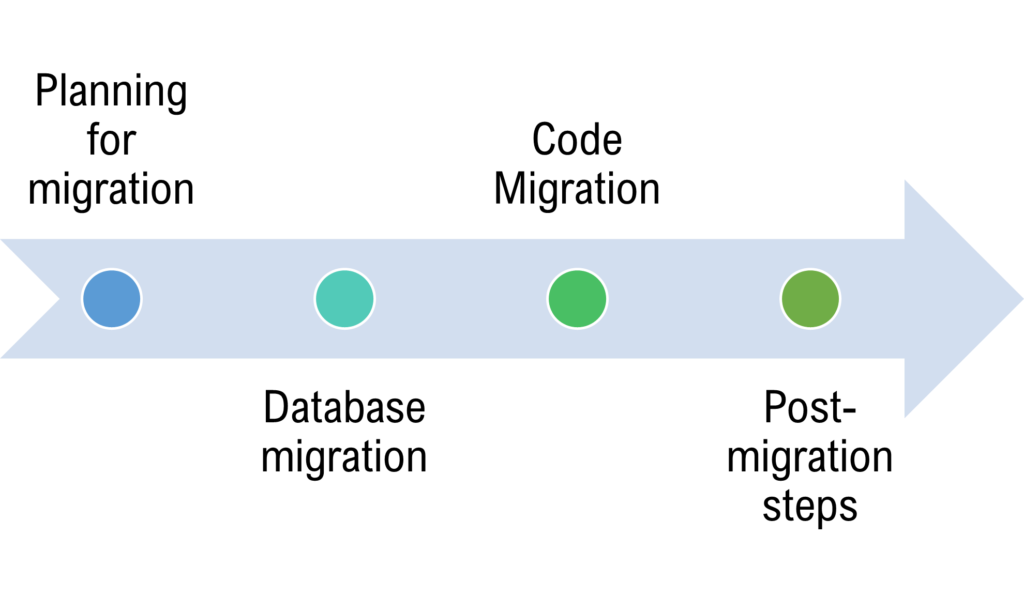 Planning
for
migration
Database
migration
Code
Migration
Post-
migration
steps